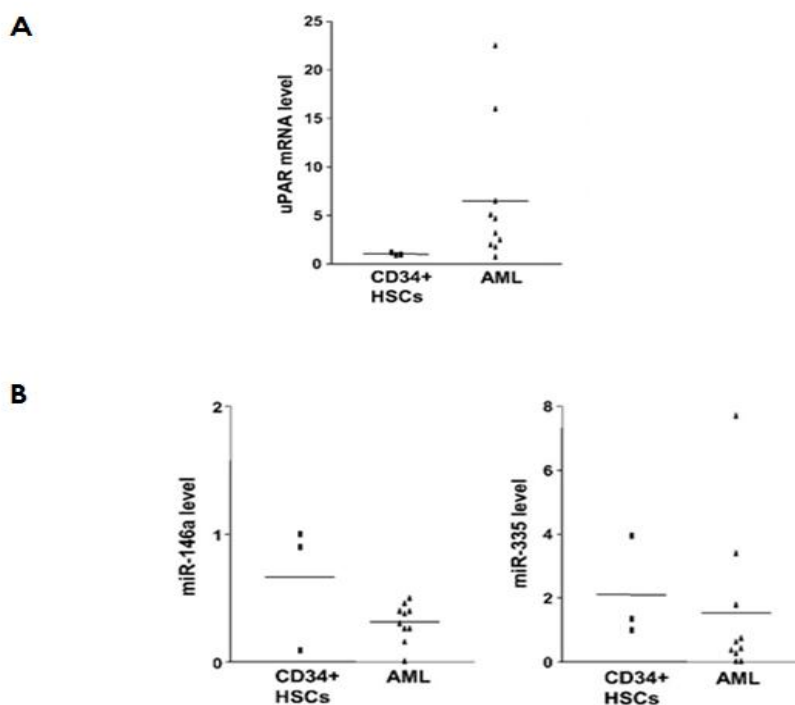 A
uPAR mRNA level
25
20
15
10
5
0
CD34+
HSCs
AML
B
miR-146a level
2
1
0
CD34+
HSCs
AML
miR-335 level
8
6
4
2
0
CD34+
HSCs
AML